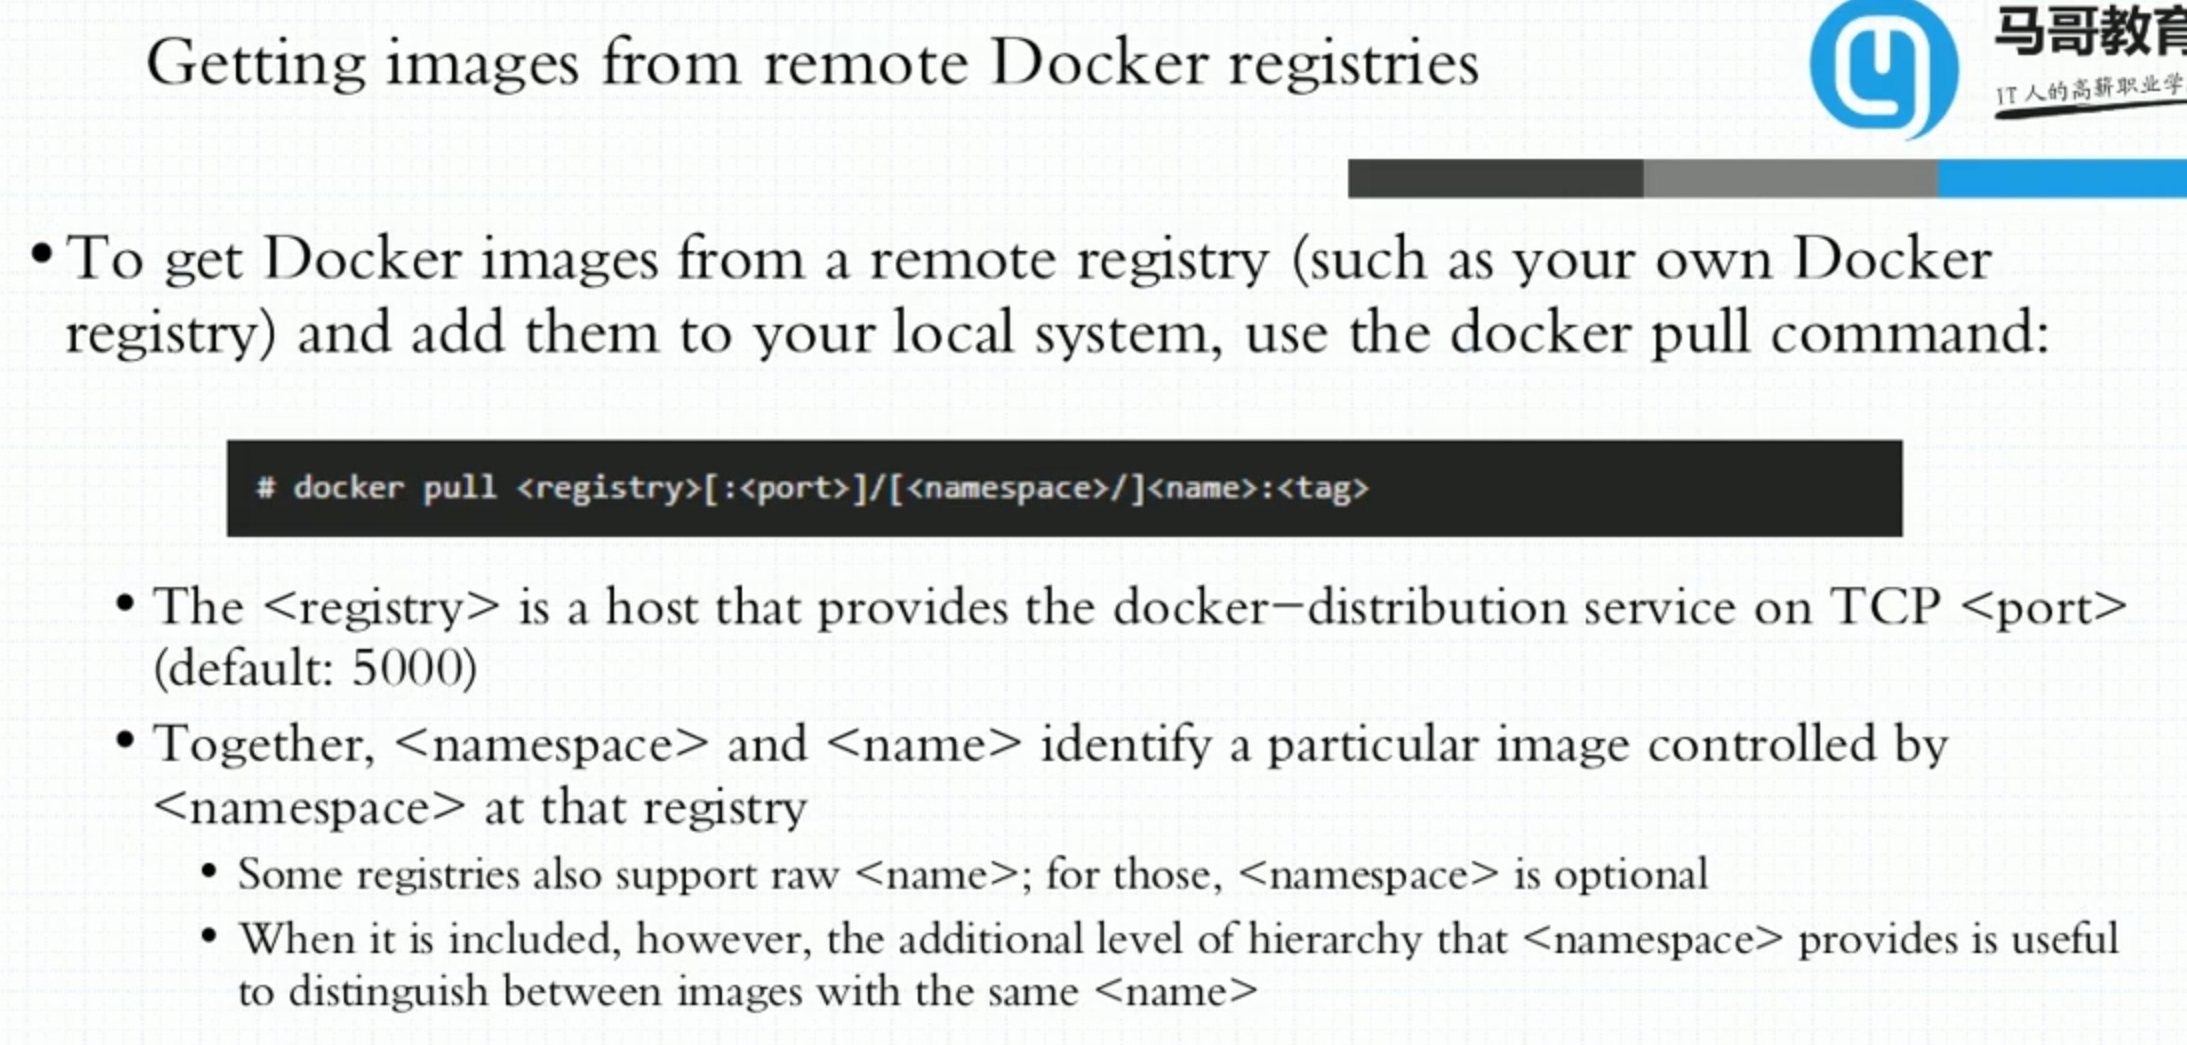 Getting images from remote Docker registries
马哥教育
IT人的高薪职业学
• To get Docker images from a remote registry (such as your own Docker
registry) and add them to your local system, use the docker pull command:
# docker pull <registry>[:<port>]/[<namespace>/]<name>:<tag>
• The <registry> is a host that provides the docker−distribution service on TCP <port>
(default: 5000)
• Together, <namespace> and <name> identify a particular image controlled by
<namespace> at that registry
• Some registries also support raw <name>; for those, <namespace> is optional
• When it is included, however, the additional level of hierarchy that <namespace> provides is useful
to distinguish between images with the same <name>